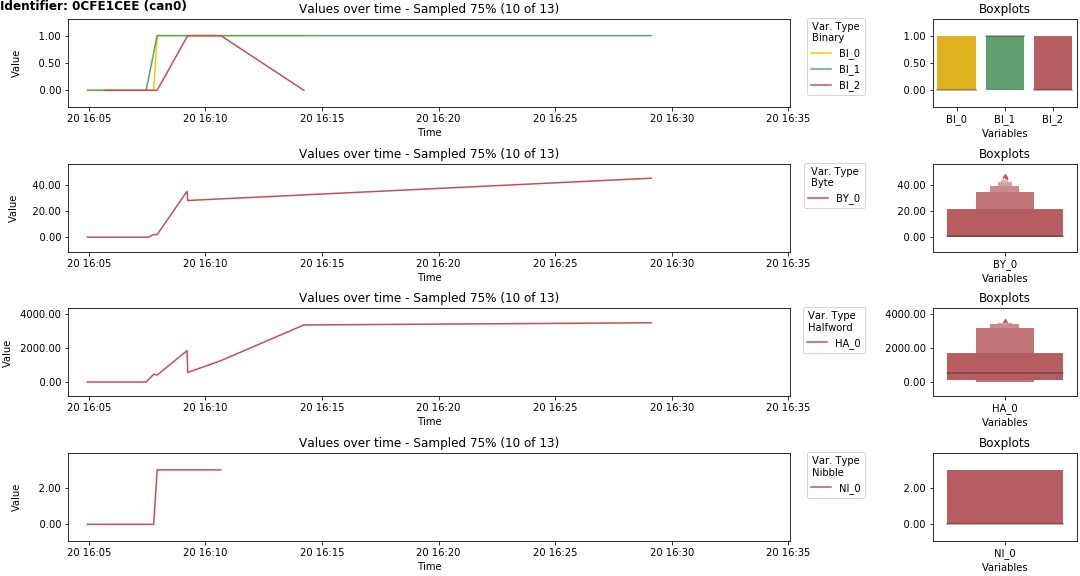 Identifier: 0CFE1CEE (can0)
Values over time - Sampled 75% (10 of 13)
Boxplots
Value
1.00
0.50
0.00
20 16:05
20 16:10
20 16:15
20 16:20
20 16:25
20 16:30
20 16:35
Time
Var. Type
Binary
BI_0
BI_1
BI_2
1.00
0.50
0.00
BI_0
BI_1
BI_2
Variables
Values over time - Sampled 75% (10 of 13)
Boxplots
Value
40.00
20.00
0.00
20 16:05
20 16:10
20 16:15
20 16:20
20 16:25
20 16:30
20 16:35
Time
Var. Type
Byte
BY_0
40.00
20.00
0.00
BY_0
Variables
Values over time - Sampled 75% (10 of 13)
Boxplots
Value
4000.00
2000.00
0.00
20 16:05
20 16:10
20 16:15
20 16:20
20 16:25
20 16:30
20 16:35
Time
Var. Type
Halfword
HA_0
4000.00
2000.00
0.00
HA_0
Variables
Values over time - Sampled 75% (10 of 13)
Boxplots
Value
2.00
0.00
20 16:05
20 16:10
20 16:15
20 16:20
20 16:25
20 16:30
20 16:35
Time
Var. Type
Nibble
NI_0
2.00
0.00
NI_0
Variables